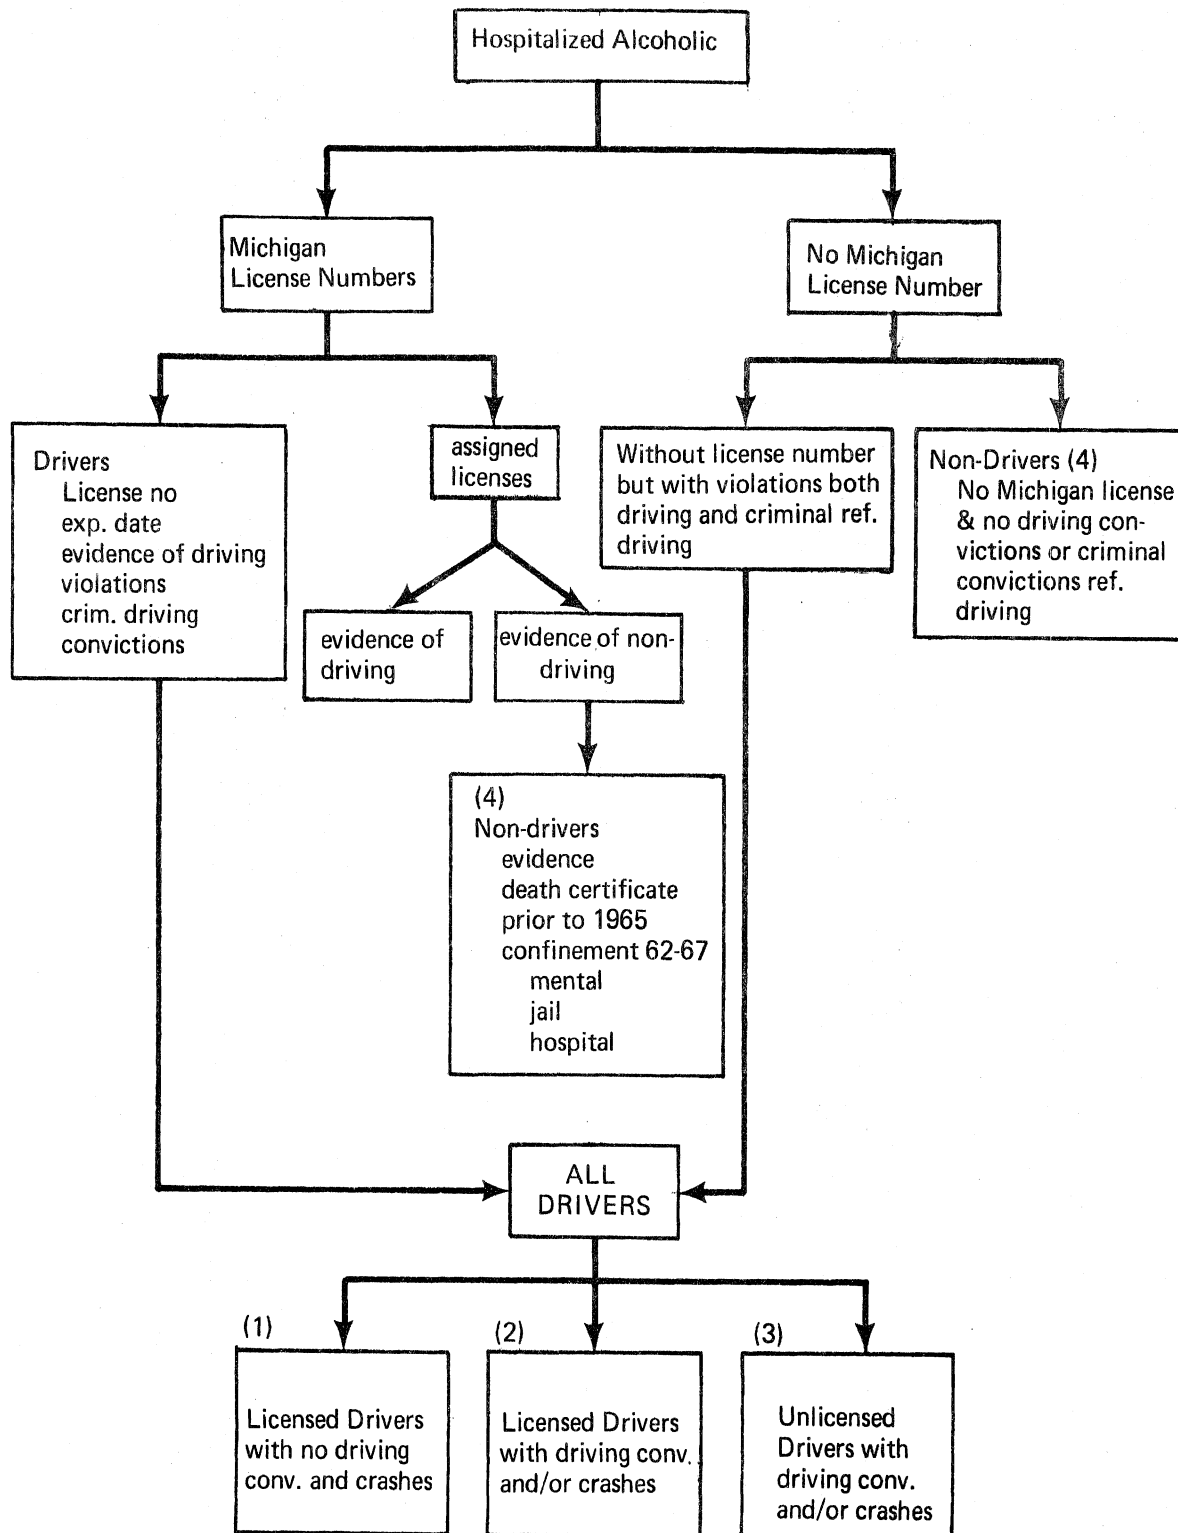 Hospitalized Alcoholic
Michigan
License Numbers
No Michigan
License Number
Drivers
License no
exp. date
evidence of driving
violations
crim. driving
convictions
assigned
licenses
Without license number
but with violations both
driving and criminal ref.
driving
Non-Drivers (4)
No Michigan license
& no driving con-
victions or criminal
convictions ref.
driving
evidence of
driving
evidence of non-
driving
(4)
Non-drivers
evidence
death certificate
prior to 1965
confinement 62-67
mental
jail
hospital
ALL
DRIVERS
(1)
Licensed Drivers
with no driving
conv. and crashes
(2)
Licensed Drivers
with driving conv.
and/or crashes
(3)
Unlicensed
Drivers with
driving conv.
and/or crashes